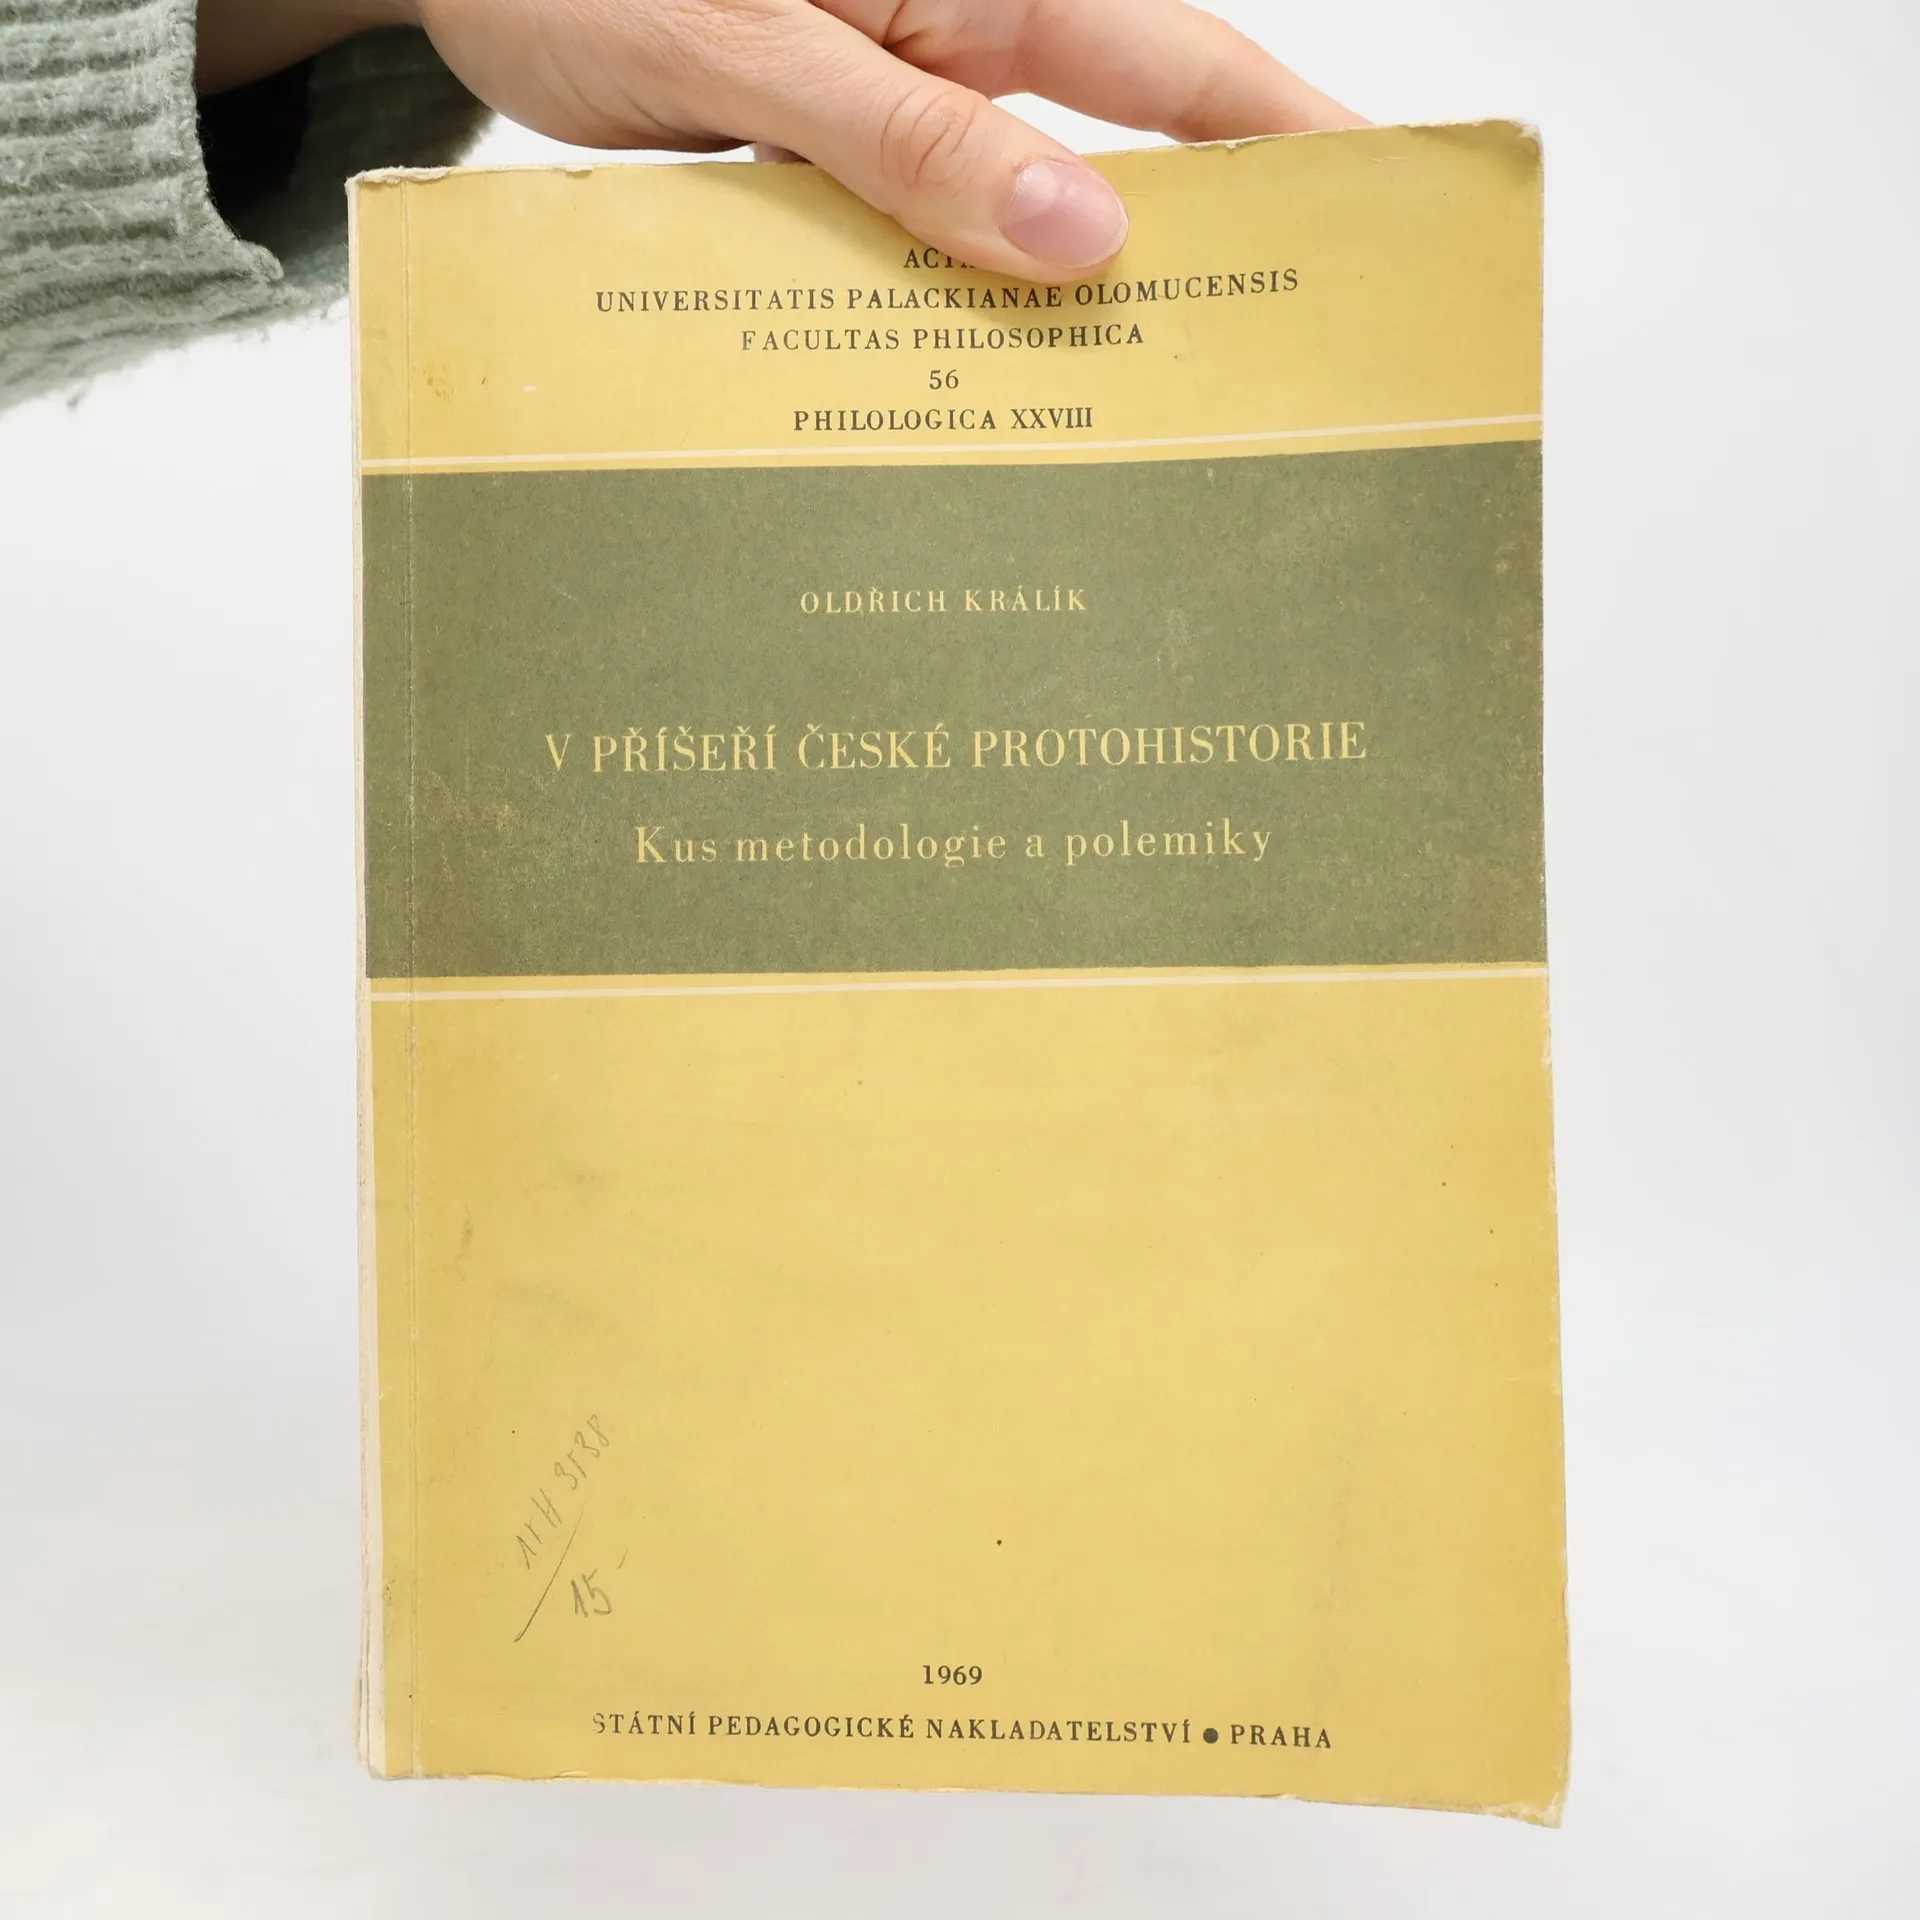 UNIVERSITATIS PALACKIANAE OLOMUCENSIS
FACULTAS PHILOSOPHICA
56
PHILOLOGICA XXVIII
OLDŘICH KRÁLÍK
V PŘÍŠEŘÍ ČESKÉ PROTOHISTORIE
Kus metodologie a polemiky
15-
1969
STÁTNÍ PEDAGOGICKÉ NAKLADATELSTVÍ ● PRAHA